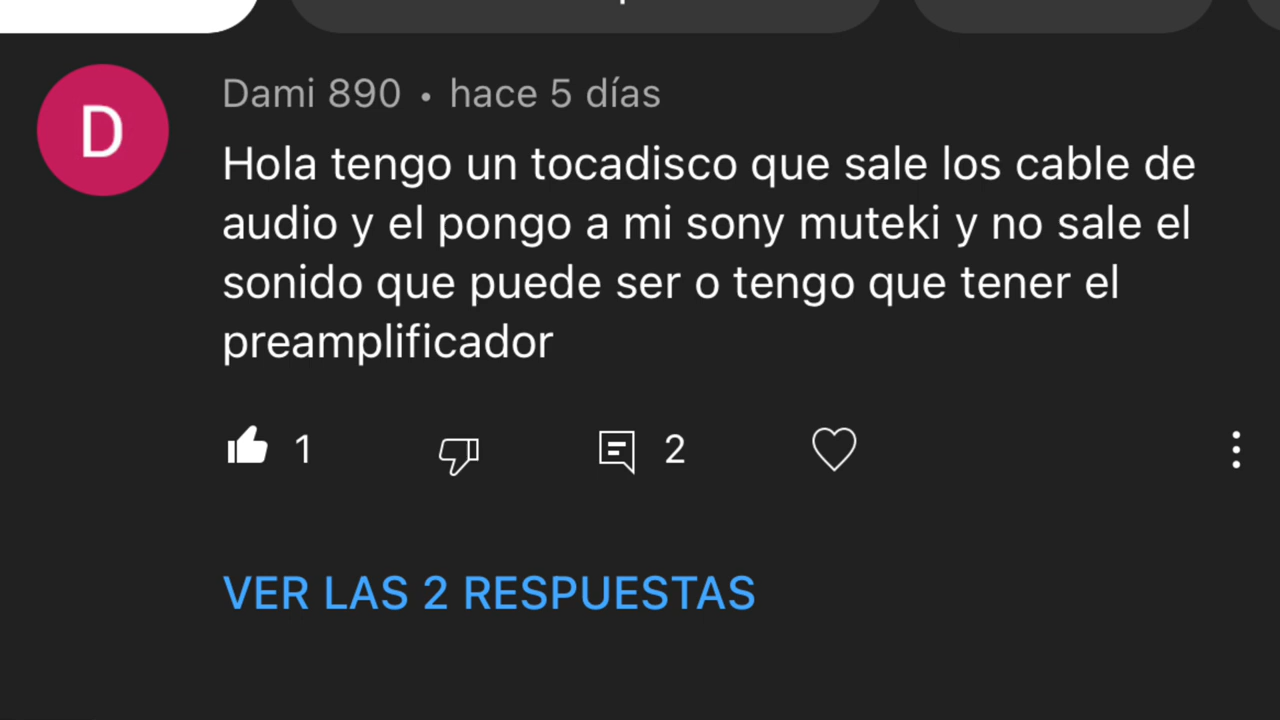 D
Dami 890 • hace 5 días
Hola tengo un tocadisco que sale los cable de
audio y el pongo a mi sony muteki y no sale el
sonido que puede ser o tengo que tener el
preamplificador
1
2
VER LAS 2 RESPUESTAS